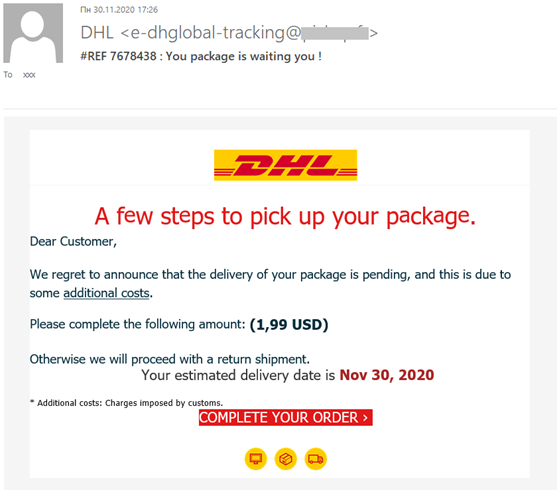 Пн 30.11.2020 17:26
DHL <e-dhglobal-tracking@ >
#REF 7678438 : You package is waiting you !
To xxx
DHL
A few steps to pick up your package.
Dear Customer,
We regret to announce that the delivery of your package is pending, and this is due to
some additional costs.
Please complete the following amount: (1,99 USD)
Otherwise we will proceed with a return shipment.
Your estimated delivery date is Nov 30, 2020
* Additional costs: Charges imposed by customs.
COMPLETE YOUR ORDER ›